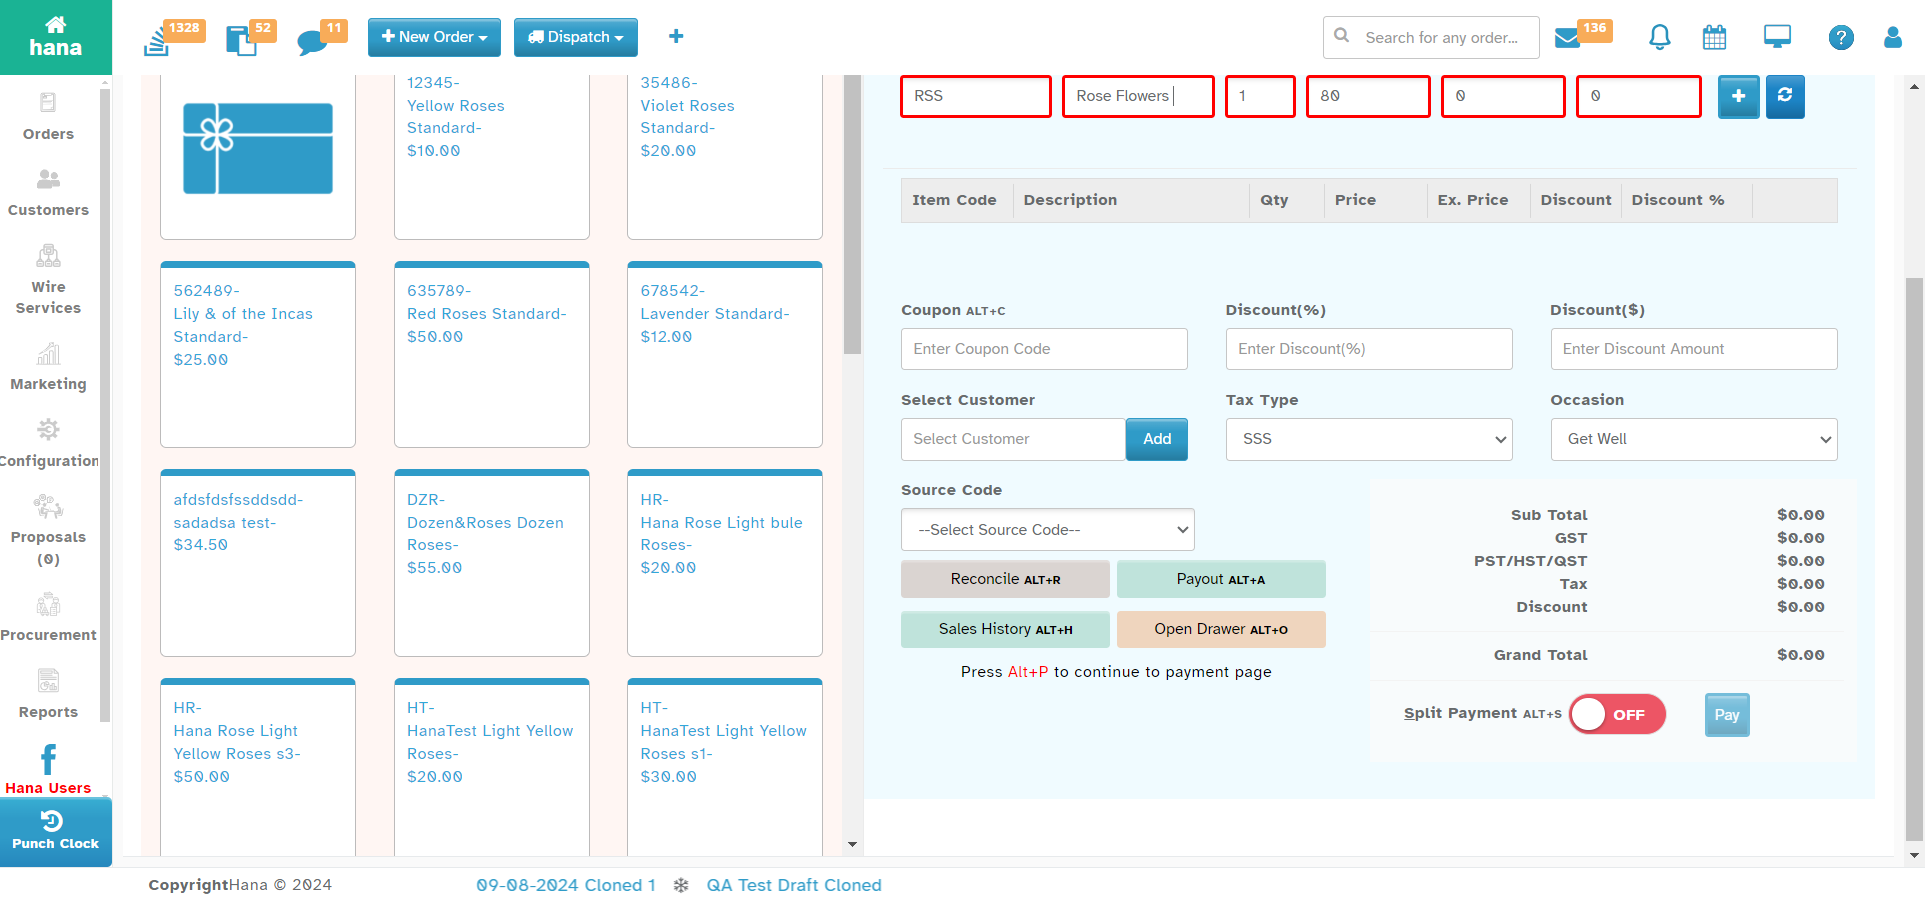 hana
1328
52
11
New Order
Dispatch
Search for any order...
136
Orders
Customers
Wire
Services
Marketing
Configuration
Proposals
(0)
Procurement
Reports
Hana Users
Punch Clock
12345-
Yellow Roses
Standard-
$10.00
35486-
Violet Roses
Standard-
$20.00
562489-
Lily & of the Incas
Standard-
$25.00
635789-
Red Roses Standard-
$50.00
678542-
Lavender Standard-
$12.00
afdsfdsfssddsdd-
sadadsa test-
$34.50
DZR-
Dozen&Roses Dozen
Roses-
$55.00
HR-
Hana Rose Light bule
Roses-
$20.00
HR-
Hana Rose Light
Yellow Roses s3-
$50.00
HT-
HanaTest Light Yellow
Roses-
$20.00
HT-
HanaTest Light Yellow
Roses s1-
$30.00
RSS
Rose Flowers
1
80
0
0
Item Code Description Qty Price Ex. Price Discount Discount %
Coupon ALT+C
Enter Coupon Code
Discount(%)
Enter Discount(%)
Discount($)
Enter Discount Amount
Select Customer
Select Customer
Add
Tax Type
SSS
Occasion
Get Well
Source Code
--Select Source Code--
Reconcile ALT+R
Payout ALT+A
Sales History ALT+H
Open Drawer ALT+O
Press Alt+P to continue to payment page
Sub Total $0.00
GST $0.00
PST/HST/QST $0.00
Tax $0.00
Discount $0.00
Grand Total $0.00
Split Payment ALT+S
OFF
Pay
CopyrightHana © 2024
09-08-2024 Cloned 1
QA Test Draft Cloned